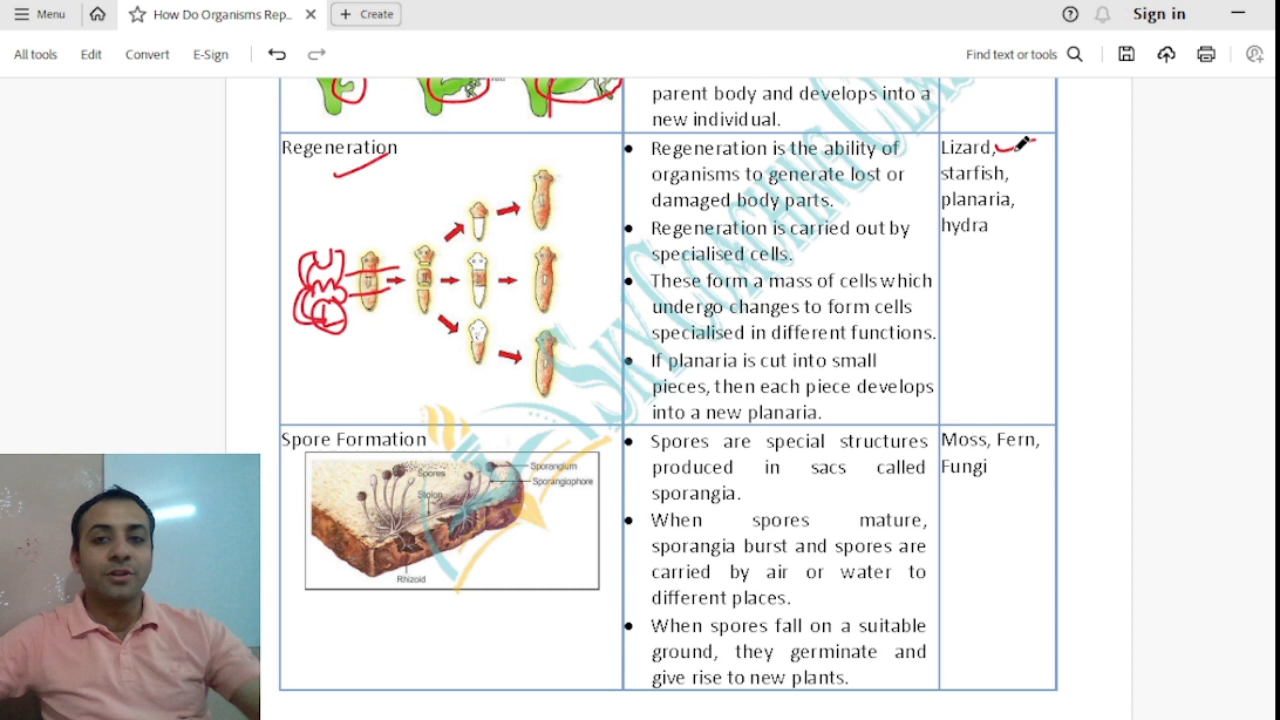 Menu
How Do Organisms Rep...
Create
Sign in
All tools
Edit
Convert
E-Sign
Find text or tools
parent body and develops into a
new individual.
Regeneration
• Regeneration is the ability of
organisms to generate lost or
damaged body parts.
• Regeneration is carried out by
specialised cells.
• These form a mass of cells which
undergo changes to form cells
specialised in different functions.
• If planaria is cut into small
pieces, then each piece develops
into a new planaria.
Lizard,
starfish,
planaria,
hydra
Spore Formation
Spores
Sporangium
Sporangiophore
Stolon
Rhizoid
• Spores are special structures
produced in sacs called
sporangia.
• When spores mature,
sporangia burst and spores are
carried by air or water to
different places.
• When spores fall on a suitable
ground, they germinate and
give rise to new plants.
Moss, Fern,
Fungi
SKY COACHING